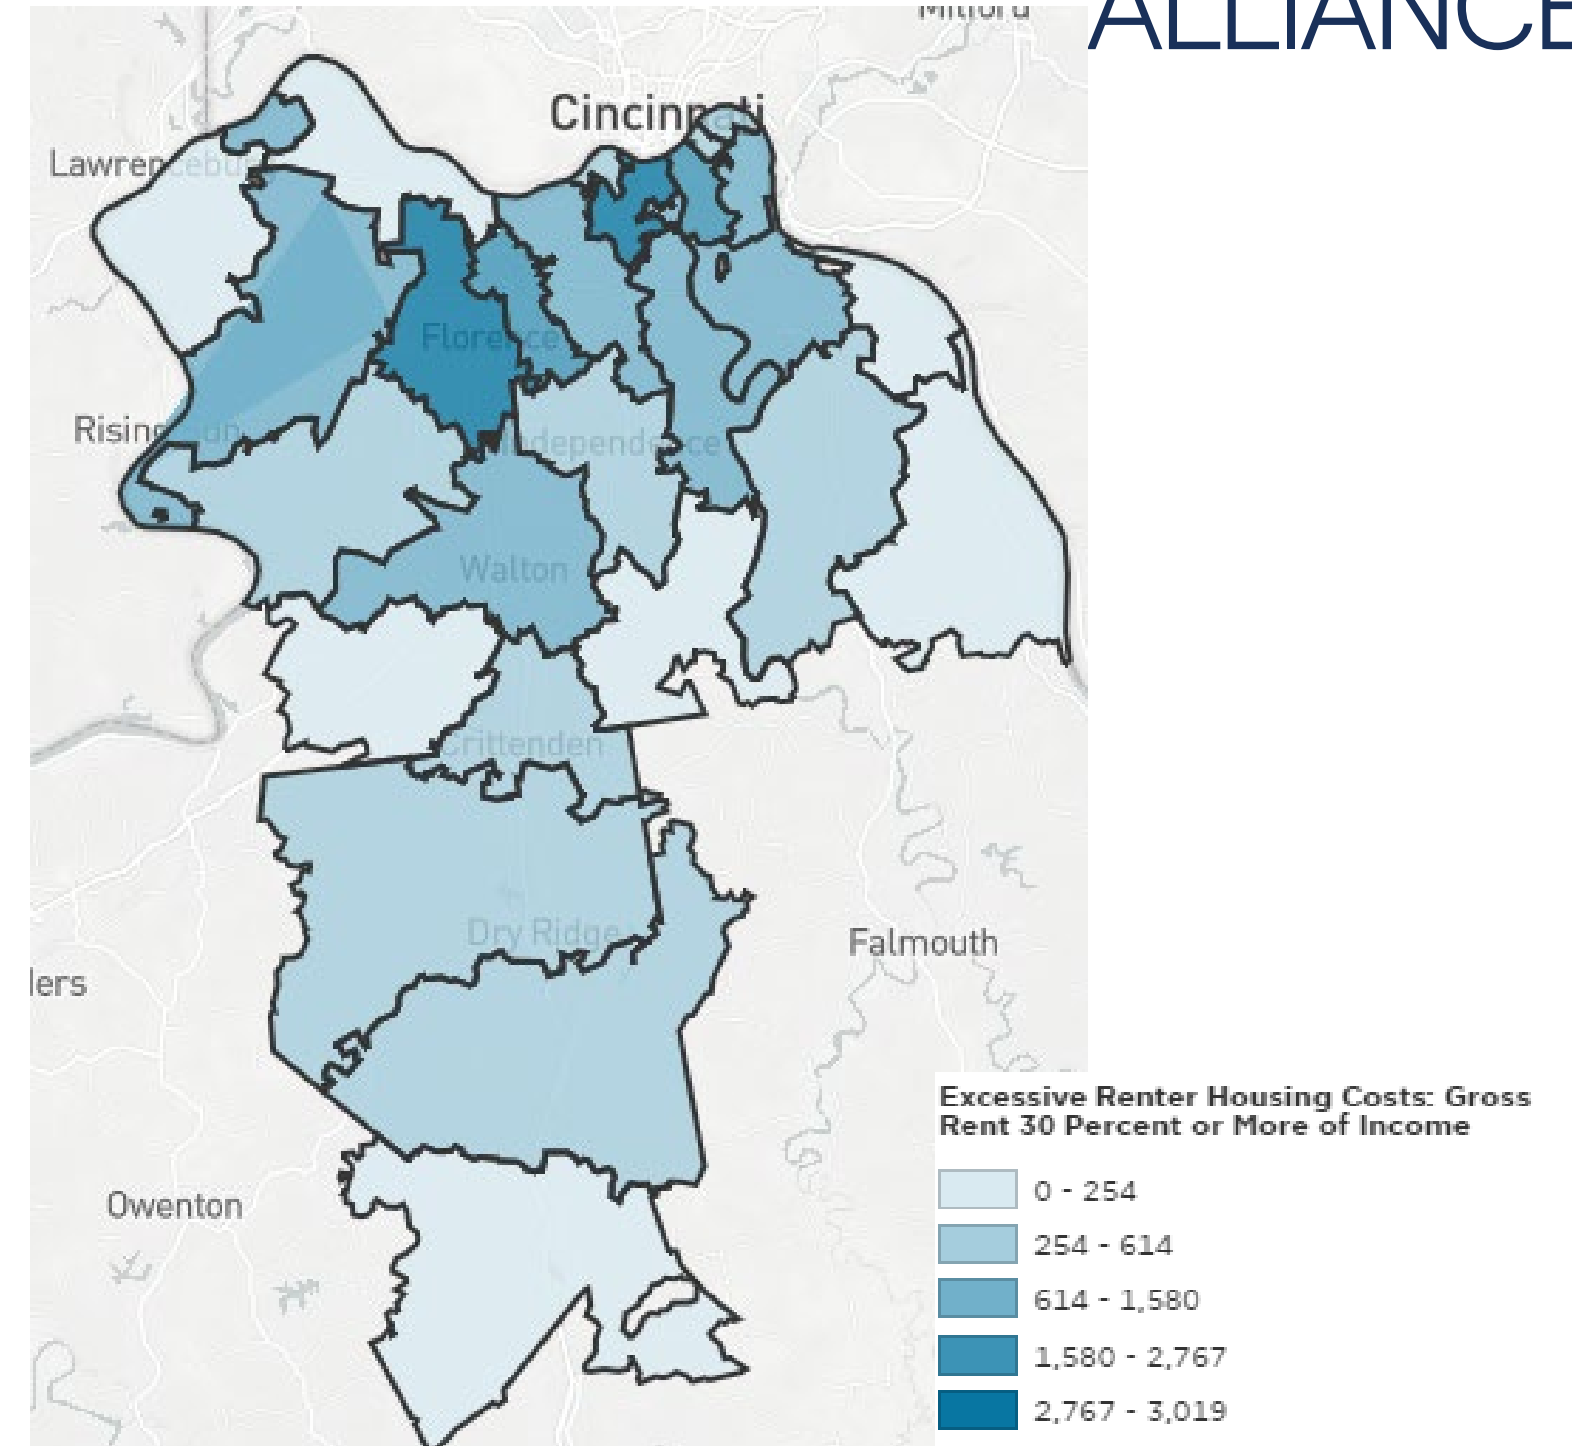 ALLIANCE
Milford
Cincinnati
Lawrenceburg
Florence
Rising Sun
Independence
Walton
Crittenden
Dry Ridge
Falmouth
lers
Owenton
Excessive Renter Housing Costs: Gross
Rent 30 Percent or More of Income
0 - 254
254 - 614
614 - 1,580
1,580 - 2,767
2,767 - 3,019